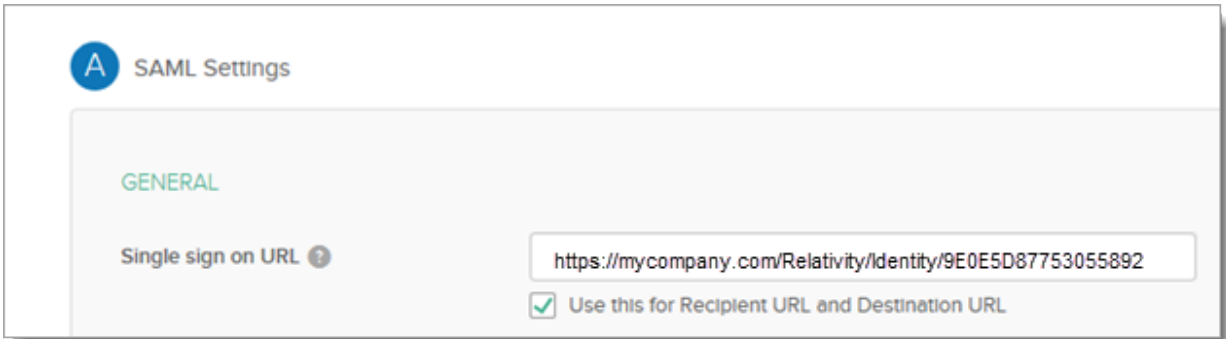 A SAML Settings
GENERAL
Single sign on URL ? https://mycompany.com/Relativity/Identity/9E0E5D87753055892
Use this for Recipient URL and Destination URL